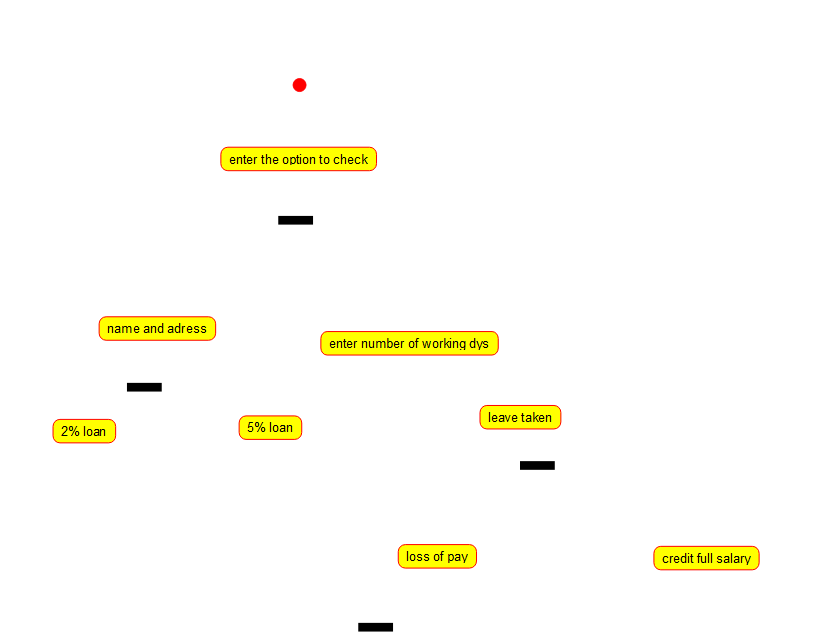 enter the option to check
name and adress
enter number of working dys
leave taken
2% loan
5% loan
loss of pay
credit full salary